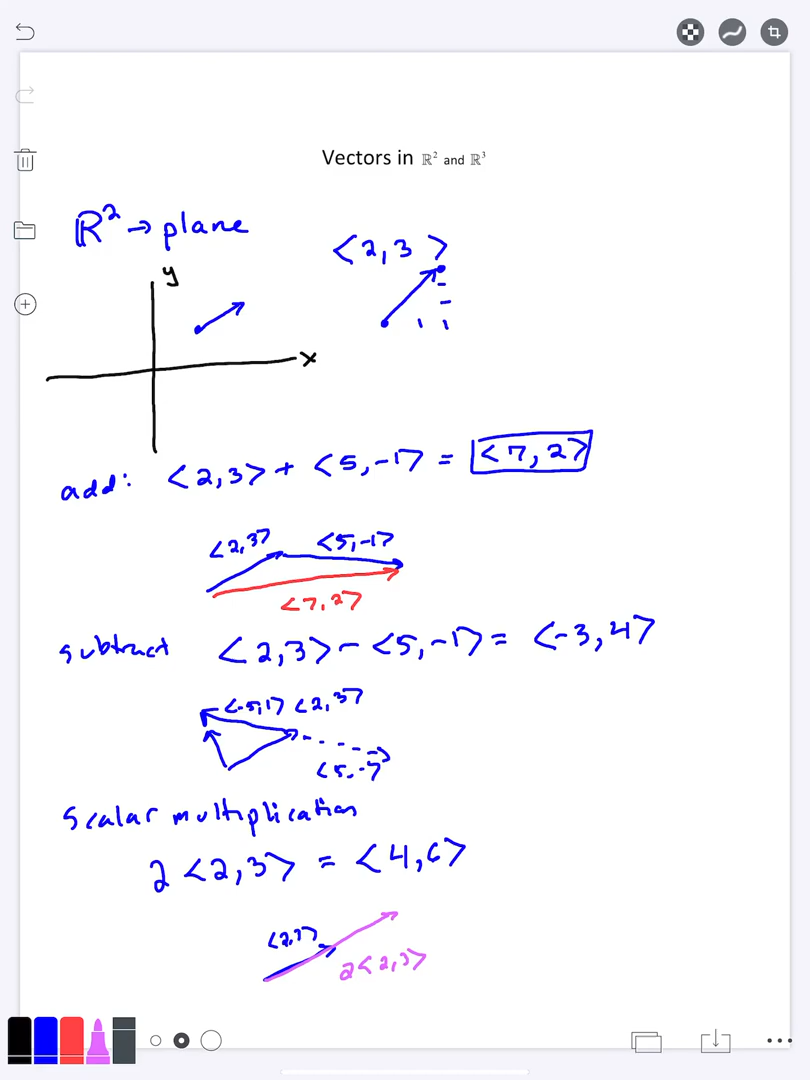 Vectors in ℝ² and ℝ³
ℝ² → plane
<2,3>
y
x
add: <2,3> + <5,-1> = <7,2>
<2,3> <5,-1>
<7,2>
subtract <2,3> - <5,-1> = <-3,4>
<-5,1> <2,3>
<5,-1>
scalar multiplication
2<2,3> = <4,6>
<2,3>
2<2,3>